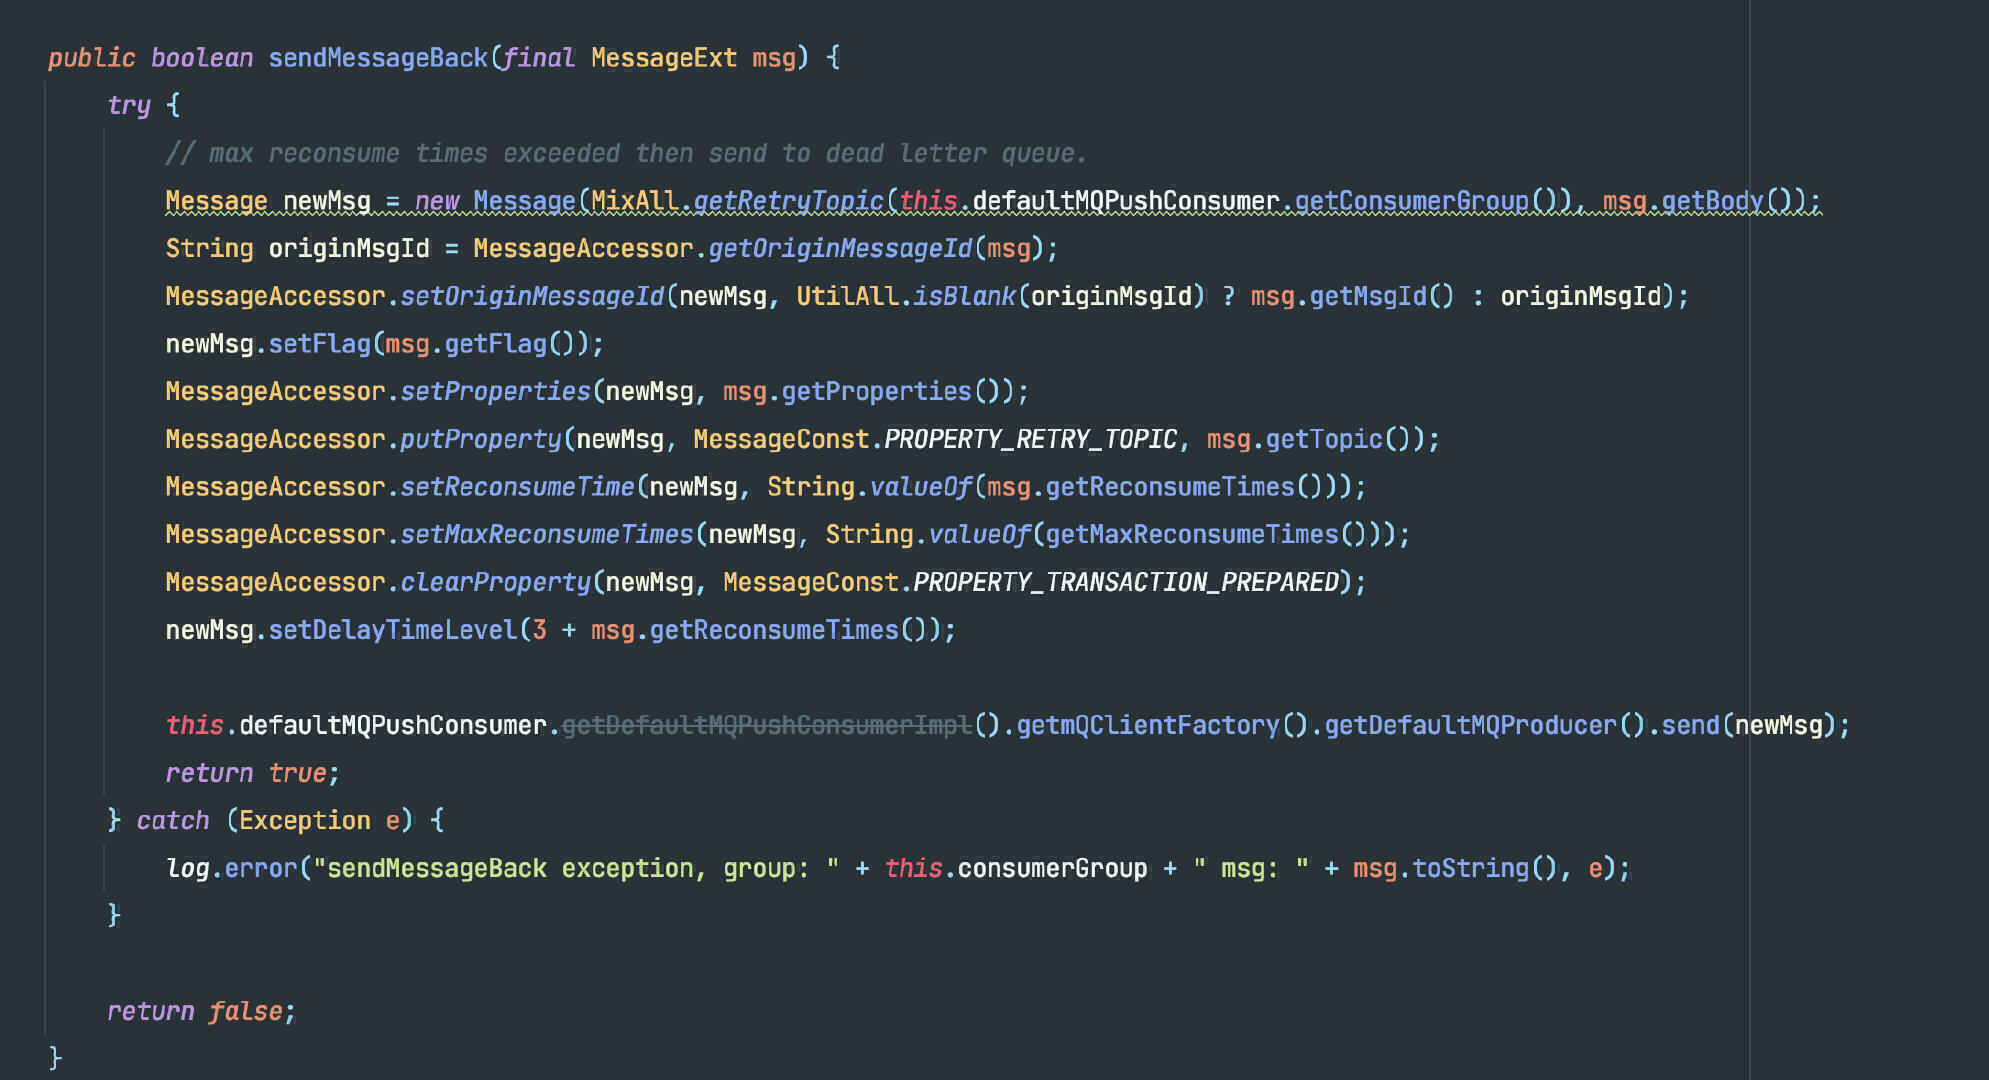 public boolean sendMessageBack(final MessageExt msg) {
try {
// max reconsume times exceeded then send to dead letter queue.
Message newMsg = new Message(MixAll.getRetryTopic(this.defaultMQPushConsumer.getConsumerGroup()), msg.getBody());
String originMsgId = MessageAccessor.getOriginMessageId(msg);
MessageAccessor.setOriginMessageId(newMsg, UtilAll.isBlank(originMsgId) ? msg.getMsgId() : originMsgId);
newMsg.setFlag(msg.getFlag());
MessageAccessor.setProperties(newMsg, msg.getProperties());
MessageAccessor.putProperty(newMsg, MessageConst.PROPERTY_RETRY_TOPIC, msg.getTopic());
MessageAccessor.setReconsumeTime(newMsg, String.valueOf(msg.getReconsumeTimes()));
MessageAccessor.setMaxReconsumeTimes(newMsg, String.valueOf(getMaxReconsumeTimes()));
MessageAccessor.clearProperty(newMsg, MessageConst.PROPERTY_TRANSACTION_PREPARED);
newMsg.setDelayTimeLevel(3 + msg.getReconsumeTimes());
this.defaultMQPushConsumer.getDefaultMQPushConsumerImpl().getmQClientFactory().getDefaultMQProducer().send(newMsg);
return true;
} catch (Exception e) {
log.error("sendMessageBack exception, group: " + this.consumerGroup + " msg: " + msg.toString(), e);
}
return false;
}